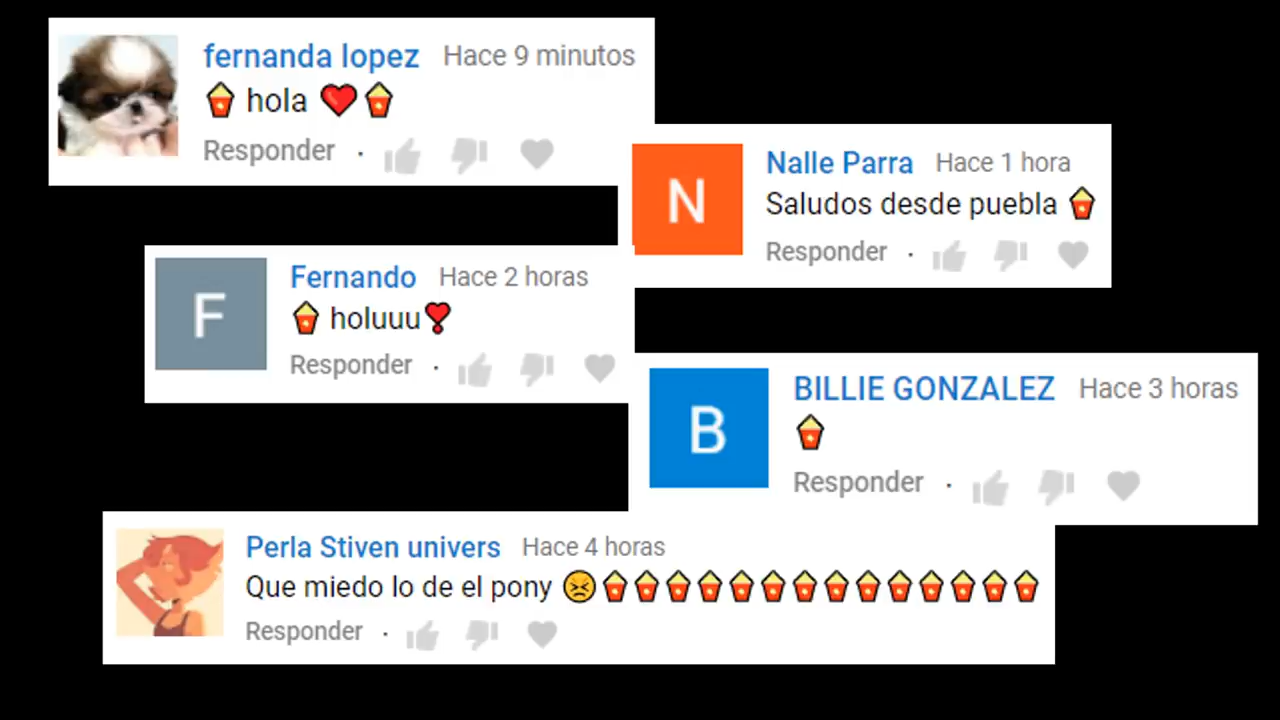 fernanda lopez Hace 9 minutos
🍿 hola ❤️🍿
Responder ·
N
Nalle Parra Hace 1 hora
Saludos desde puebla 🍿
Responder ·
F
Fernando Hace 2 horas
🍿 holuuu❣️
Responder ·
B
BILLIE GONZALEZ Hace 3 horas
🍿
Responder ·
Perla Stiven univers Hace 4 horas
Que miedo lo de el pony 😣🍿🍿🍿🍿🍿🍿🍿🍿🍿🍿🍿🍿🍿🍿
Responder ·